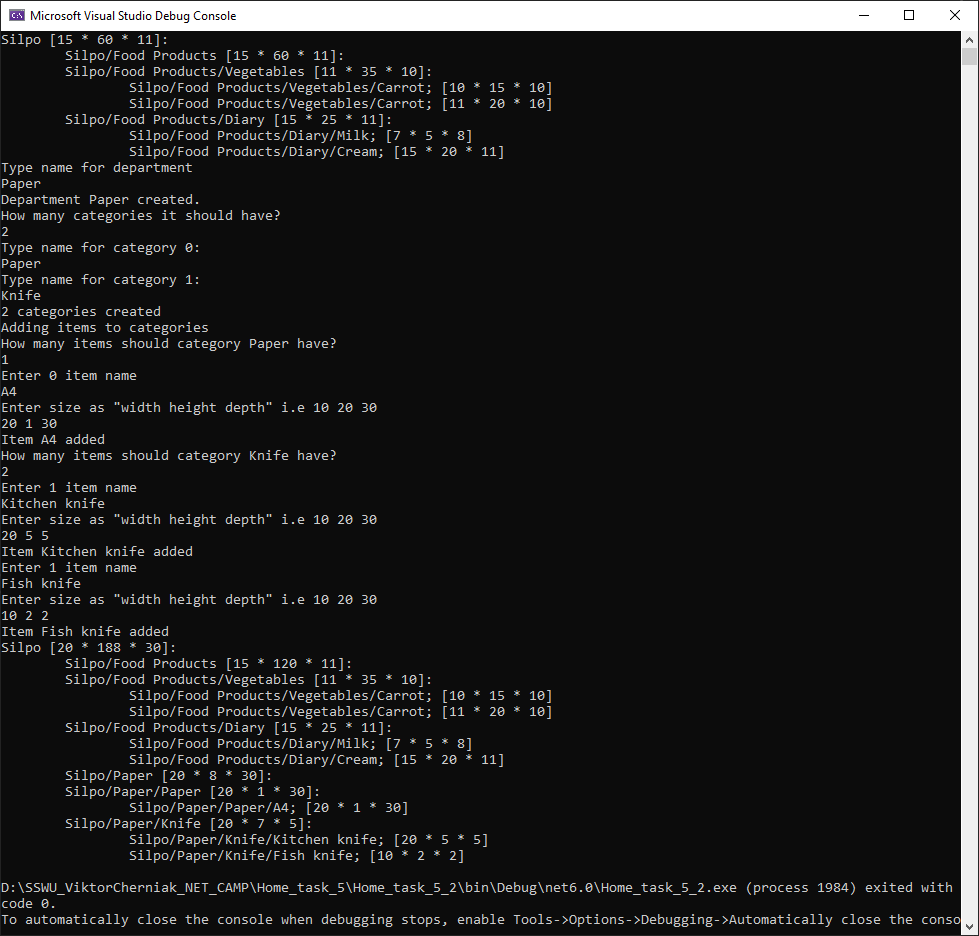 Microsoft Visual Studio Debug Console
Silpo [15 * 60 * 11]:
Silpo/Food Products [15 * 60 * 11]:
Silpo/Food Products/Vegetables [11 * 35 * 10]:
Silpo/Food Products/Vegetables/Carrot; [10 * 15 * 10]
Silpo/Food Products/Vegetables/Carrot; [11 * 20 * 10]
Silpo/Food Products/Diary [15 * 25 * 11]:
Silpo/Food Products/Diary/Milk; [7 * 5 * 8]
Silpo/Food Products/Diary/Cream; [15 * 20 * 11]
Type name for department
Paper
Department Paper created.
How many categories it should have?
2
Type name for category 0:
Paper
Type name for category 1:
Knife
2 categories created
Adding items to categories
How many items should category Paper have?
1
Enter 0 item name
A4
Enter size as "width height depth" i.e 10 20 30
20 1 30
Item A4 added
How many items should category Knife have?
2
Enter 1 item name
Kitchen knife
Enter size as "width height depth" i.e 10 20 30
20 5 5
Item Kitchen knife added
Enter 1 item name
Fish knife
Enter size as "width height depth" i.e 10 20 30
10 2 2
Item Fish knife added
Silpo [20 * 188 * 30]:
Silpo/Food Products [15 * 120 * 11]:
Silpo/Food Products/Vegetables [11 * 35 * 10]:
Silpo/Food Products/Vegetables/Carrot; [10 * 15 * 10]
Silpo/Food Products/Vegetables/Carrot; [11 * 20 * 10]
Silpo/Food Products/Diary [15 * 25 * 11]:
Silpo/Food Products/Diary/Milk; [7 * 5 * 8]
Silpo/Food Products/Diary/Cream; [15 * 20 * 11]
Silpo/Paper [20 * 8 * 30]:
Silpo/Paper/Paper [20 * 1 * 30]:
Silpo/Paper/Paper/A4; [20 * 1 * 30]
Silpo/Paper/Knife [20 * 7 * 5]:
Silpo/Paper/Knife/Kitchen knife; [20 * 5 * 5]
Silpo/Paper/Knife/Fish knife; [10 * 2 * 2]
D:\SSWU_ViktorCherniak_NET_CAMP\Home_task_5\Home_task_5_2\bin\Debug\net6.0\Home_task_5_2.exe (process 1984) exited with
code 0.
To automatically close the console when debugging stops, enable Tools->Options->Debugging->Automatically close the conso